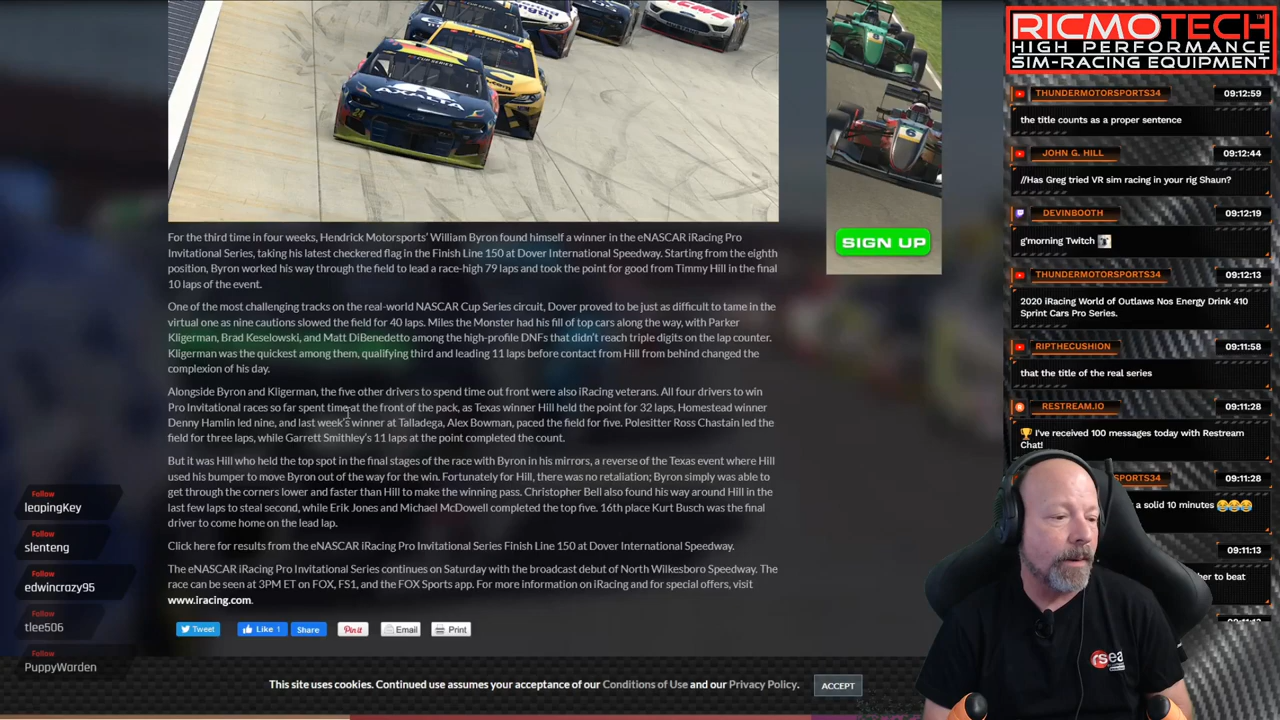 RICMOTECH
HIGH PERFORMANCE
SIM-RACING EQUIPMENT
CUP SERIES
AXALTA
ACME
6
SIGN UP
For the third time in four weeks, Hendrick Motorsports' William Byron found himself a winner in the eNASCAR iRacing Pro
Invitational Series, taking his latest checkered flag in the Finish Line 150 at Dover International Speedway. Starting from the eighth
position, Byron worked his way through the field to lead a race-high 79 laps and took the point for good from Timmy Hill in the final
10 laps of the event.
One of the most challenging tracks on the real-world NASCAR Cup Series circuit, Dover proved to be just as difficult to tame in the
virtual one as nine cautions slowed the field for 40 laps. Miles the Monster had his fill of top cars along the way, with Parker
Kligerman, Brad Keselowski, and Matt DiBenedetto among the high-profile DNFs that didn't reach triple digits on the lap counter.
Kligerman was the quickest among them, qualifying third and leading 11 laps before contact from Hill from behind changed the
complexion of his day.
Alongside Byron and Kligerman, the five other drivers to spend time out front were also iRacing veterans. All four drivers to win
Pro Invitational races so far spent time at the front of the pack, as Texas winner Hill held the point for 32 laps, Homestead winner
Denny Hamlin led nine, and last week's winner at Talladega, Alex Bowman, paced the field for five. Polesitter Ross Chastain led the
field for three laps, while Garrett Smithley's 11 laps at the point completed the count.
But it was Hill who held the top spot in the final stages of the race with Byron in his mirrors, a reverse of the Texas event where Hill
used his bumper to move Byron out of the way for the win. Fortunately for Hill, there was no retaliation; Byron simply was able to
get through the corners lower and faster than Hill to make the winning pass. Christopher Bell also found his way around Hill in the
last few laps to steal second, while Erik Jones and Michael McDowell completed the top five. 16th place Kurt Busch was the final
driver to come home on the lead lap.
Click here for results from the eNASCAR iRacing Pro Invitational Series Finish Line 150 at Dover International Speedway.
The eNASCAR iRacing Pro Invitational Series continues on Saturday with the broadcast debut of North Wilkesboro Speedway. The
race can be seen at 3PM ET on FOX, FS1, and the FOX Sports app. For more information on iRacing and for special offers, visit
www.iracing.com.
Tweet
Like 1
Share
Pin it
Email
Print
This site uses cookies. Continued use assumes your acceptance of our Conditions of Use and our Privacy Policy.
ACCEPT
Follow
leapingKey
Follow
slenteng
Follow
edwincrazy95
Follow
tlee506
Follow
PuppyWarden
THUNDERMOTORSPORTS34 09:12:59
the title counts as a proper sentence
JOHN G. HILL 09:12:44
//Has Greg tried VR sim racing in your rig Shaun?
DEVINBOOTH 09:12:19
g'morning Twitch
THUNDERMOTORSPORTS34 09:12:13
2020 iRacing World of Outlaws Nos Energy Drink 410
Sprint Cars Pro Series.
RIPTHECUSHION 09:11:58
that the title of the real series
RESTREAM.IO 09:11:28
🏆 I've received 100 messages today with Restream
Chat!
SPORTS34 09:11:28
a solid 10 minutes 😂😂😂
09:11:13
to beat
rsea